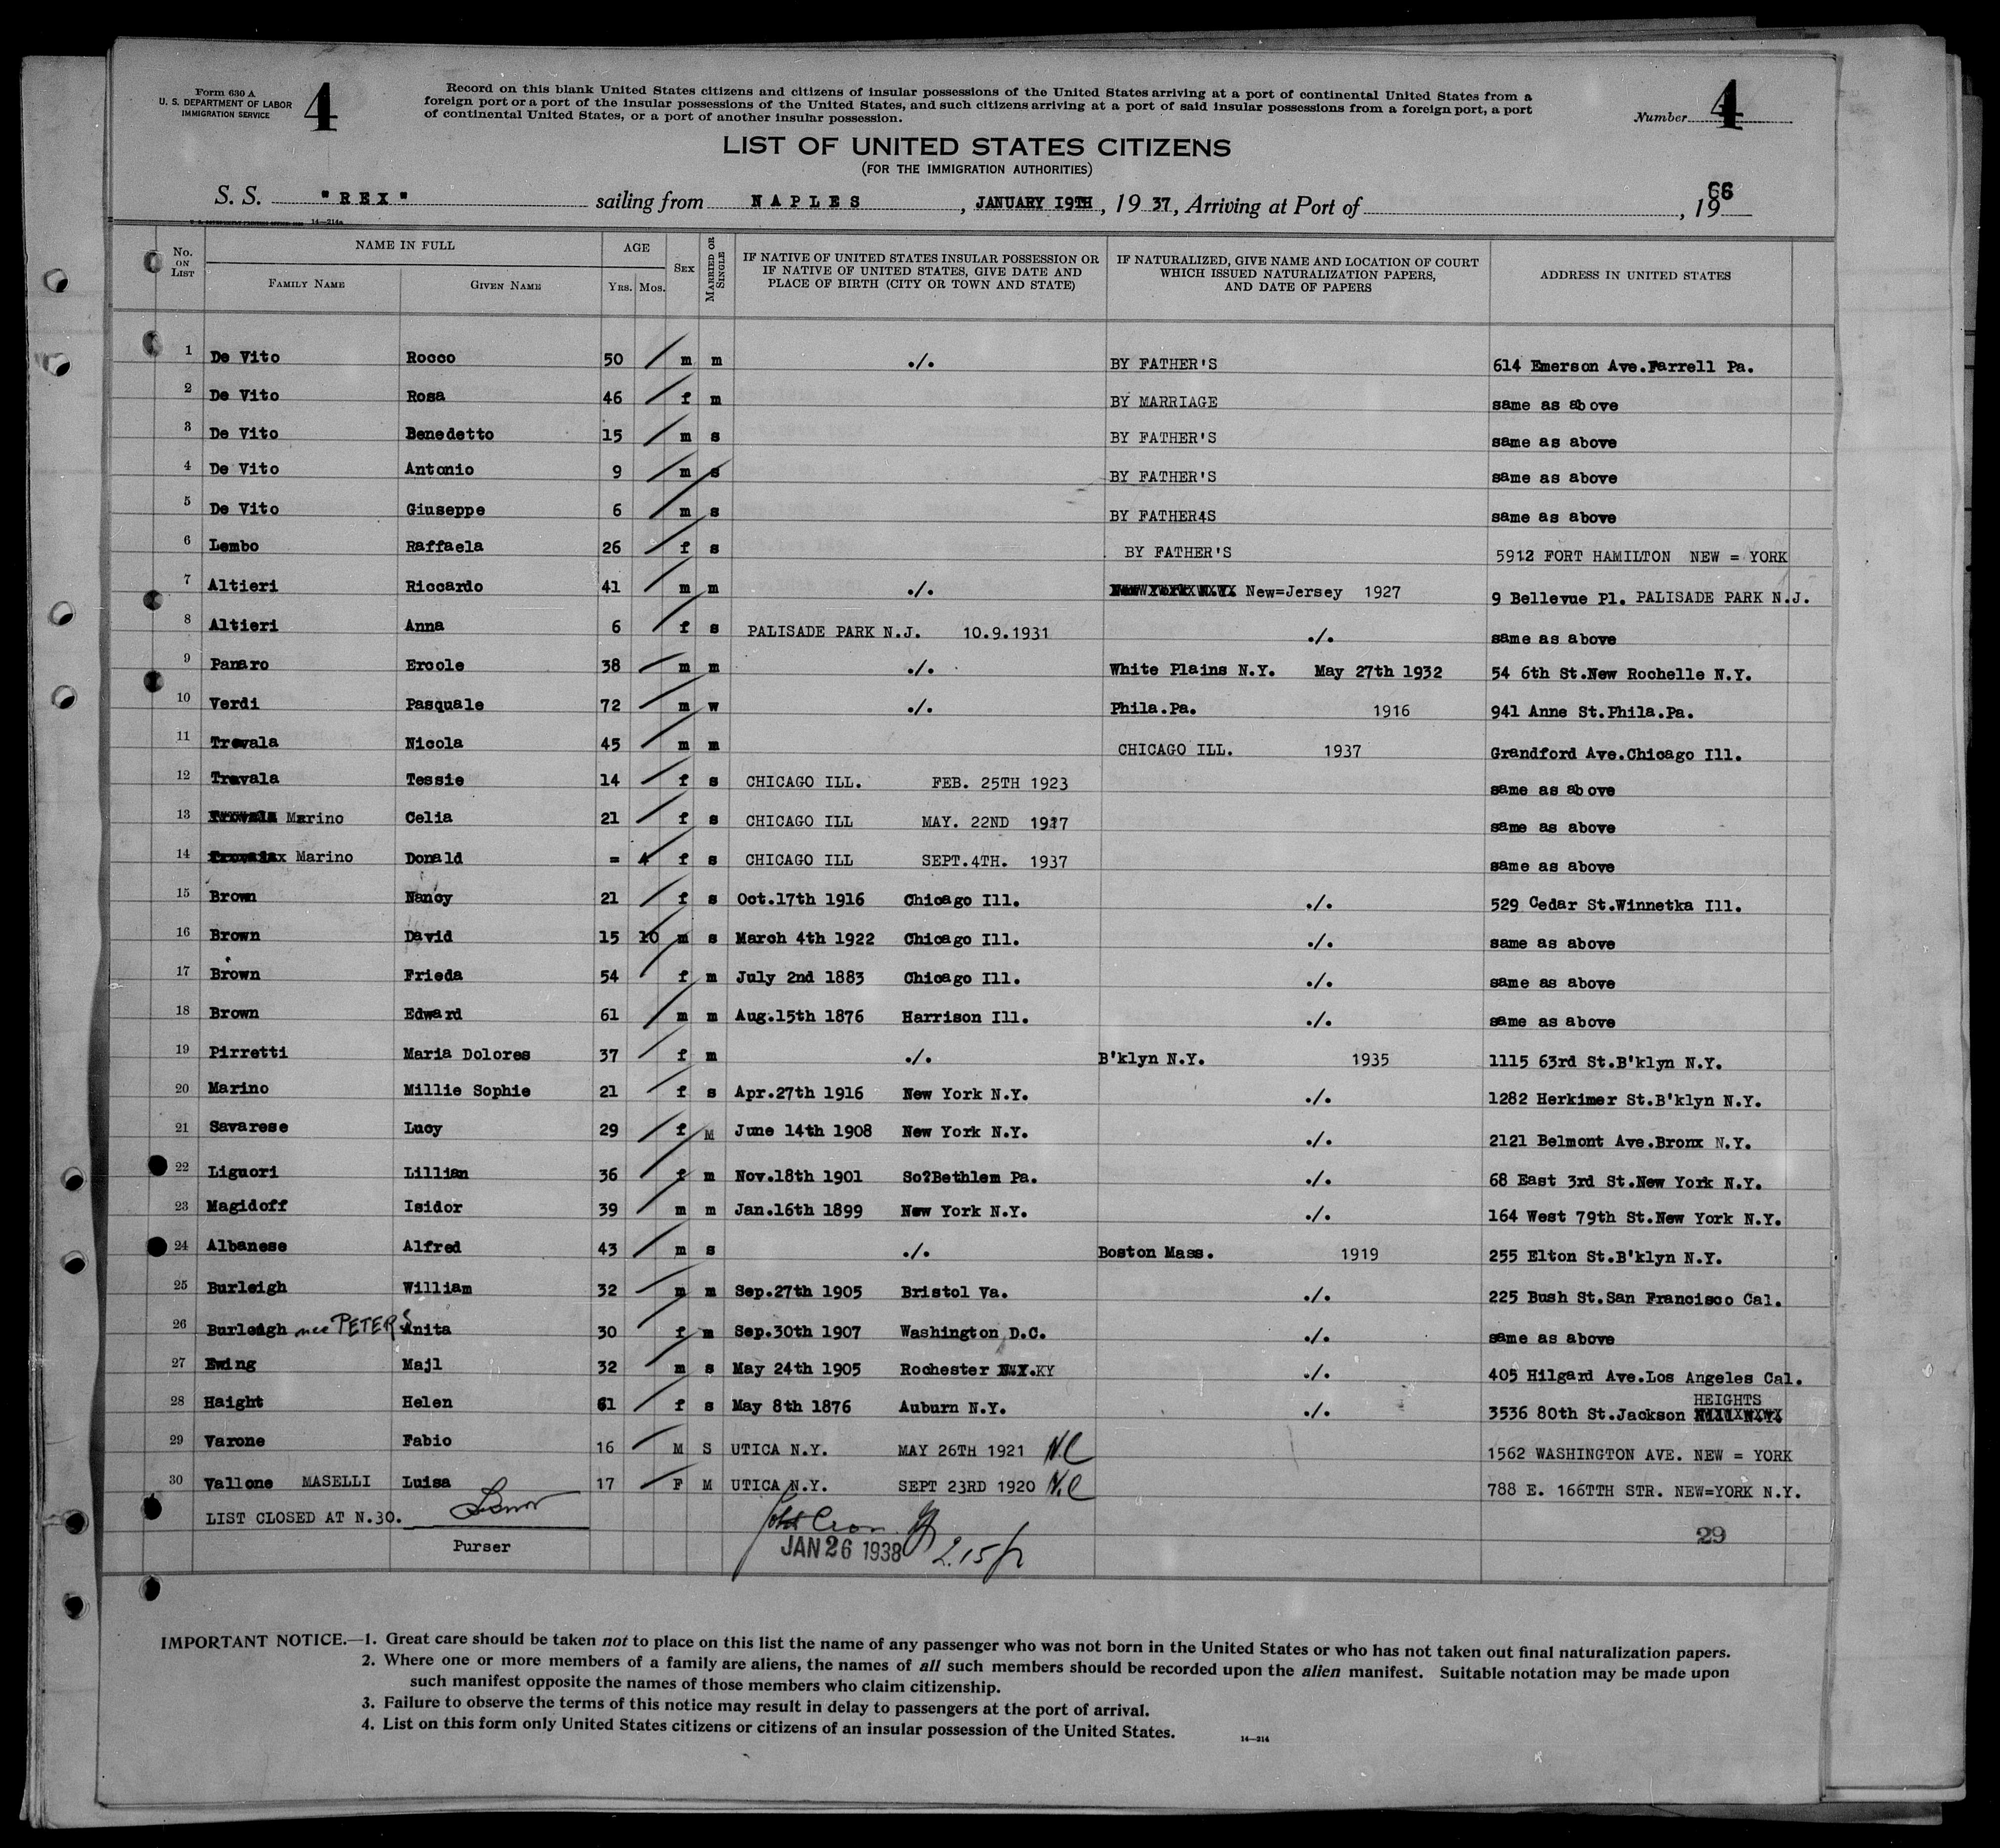 Form 630 A
U. S. DEPARTMENT OF LABOR
IMMIGRATION SERVICE
4
Record on this blank United States citizens and citizens of insular possessions of the United States arriving at a port of continental United States from a
foreign port or a port of the insular possessions of the United States, and such citizens arriving at a port of said insular possessions from a foreign port, a port
of continental United States, or a port of another insular possession.
Number 4
LIST OF UNITED STATES CITIZENS
(FOR THE IMMIGRATION AUTHORITIES)
S. S. "REX" sailing from NAPLES, JANUARY 19TH, 1937, Arriving at Port of , 19
66
14—214a
No. ON LIST NAME IN FULL AGE SEX MARRIED OR SINGLE IF NATIVE OF UNITED STATES INSULAR POSSESSION OR IF NATIVE OF UNITED STATES, GIVE DATE AND PLACE OF BIRTH (CITY OR TOWN AND STATE) IF NATURALIZED, GIVE NAME AND LOCATION OF COURT WHICH ISSUED NATURALIZATION PAPERS, AND DATE OF PAPERS ADDRESS IN UNITED STATES
FAMILY NAME GIVEN NAME YRS. MOS.
1 De Vito Rocco 50 / m m ./. BY FATHER'S 614 Emerson Ave.Farrell Pa.
2 De Vito Rosa 46 / f m BY MARRIAGE same as above
3 De Vito Benedetto 15 / m s BY FATHER'S same as above
4 De Vito Antonio 9 / m s BY FATHER'S same as above
5 De Vito Giuseppe 6 / m s BY FATHER4S same as above
6 Lembo Raffaela 26 / f s BY FATHER'S 5912 FORT HAMILTON NEW = YORK
7 Altieri Riccardo 41 / m m ./. New=Jersey 1927 9 Bellevue Pl. PALISADE PARK N.J.
8 Altieri Anna 6 / f s PALISADE PARK N.J. 10.9.1931 ./. same as above
9 Panaro Ercole 38 / m m ./. White Plains N.Y. May 27th 1932 54 6th St.New Rochelle N.Y.
10 Verdi Pasquale 72 / m w ./. Phila.Pa. 1916 941 Anne St.Phila.Pa.
11 Trovala Nicola 45 / m m CHICAGO ILL. 1937 Grandford Ave.Chicago Ill.
12 Travala Tessie 14 / f s CHICAGO ILL. FEB. 25TH 1923 same as above
13 Marino Celia 21 / f s CHICAGO ILL MAY. 22ND 1917 same as above
14 Marino Donald = 4 f s CHICAGO ILL SEPT.4TH. 1937 same as above
15 Brown Nancy 21 / f s Oct.17th 1916 Chicago Ill. ./. 529 Cedar St.Winnetka Ill.
16 Brown David 15 10 m s March 4th 1922 Chicago Ill. ./. same as above
17 Brown Frieda 54 / f m July 2nd 1883 Chicago Ill. ./. same as above
18 Brown Edward 61 / m m Aug.15th 1876 Harrison Ill. ./. same as above
19 Pirretti Maria Dolores 37 / f m ./. B'klyn N.Y. 1935 1115 63rd St.B'klyn N.Y.
20 Marino Millie Sophie 21 / f s Apr.27th 1916 New York N.Y. ./. 1282 Herkimer St.B'klyn N.Y.
21 Savarese Lucy 29 / f M June 14th 1908 New York N.Y. ./. 2121 Belmont Ave.Bronx N.Y.
22 Liguori Lillian 36 / f m Nov.18th 1901 So?Bethlem Pa. ./. 68 East 3rd St.New York N.Y.
23 Magidoff Isidor 39 / m m Jan.16th 1899 New York N.Y. ./. 164 West 79th St.New York N.Y.
24 Albanese Alfred 43 / m s ./. Boston Mass. 1919 255 Elton St.B'klyn N.Y.
25 Burleigh William 32 / m m Sep.27th 1905 Bristol Va. ./. 225 Bush St.San Francisco Cal.
26 Burleigh nee PETERS Anita 30 / f m Sep.30th 1907 Washington D.C. ./. same as above
27 Ewing Majl 32 / m s May 24th 1905 Rochester KY ./. 405 Hilgard Ave.Los Angeles Cal.
28 Haight Helen 61 / f s May 8th 1876 Auburn N.Y. ./. 3536 80th St.Jackson HEIGHTS
29 Varone Fabio 16 / M S UTICA N.Y. MAY 26TH 1921 N.C 1562 WASHINGTON AVE. NEW = YORK
30 Vallone MASELLI Luisa 17 / F M UTICA N.Y. SEPT 23RD 1920 N.C 788 E. 166TTH STR. NEW=YORK N.Y.
LIST CLOSED AT N.30.
Purser
JAN 26 1938
2.15 p
29
IMPORTANT NOTICE.—1. Great care should be taken not to place on this list the name of any passenger who was not born in the United States or who has not taken out final naturalization papers.
2. Where one or more members of a family are aliens, the names of all such members should be recorded upon the alien manifest. Suitable notation may be made upon
such manifest opposite the names of those members who claim citizenship.
3. Failure to observe the terms of this notice may result in delay to passengers at the port of arrival.
4. List on this form only United States citizens or citizens of an insular possession of the United States.
14—214